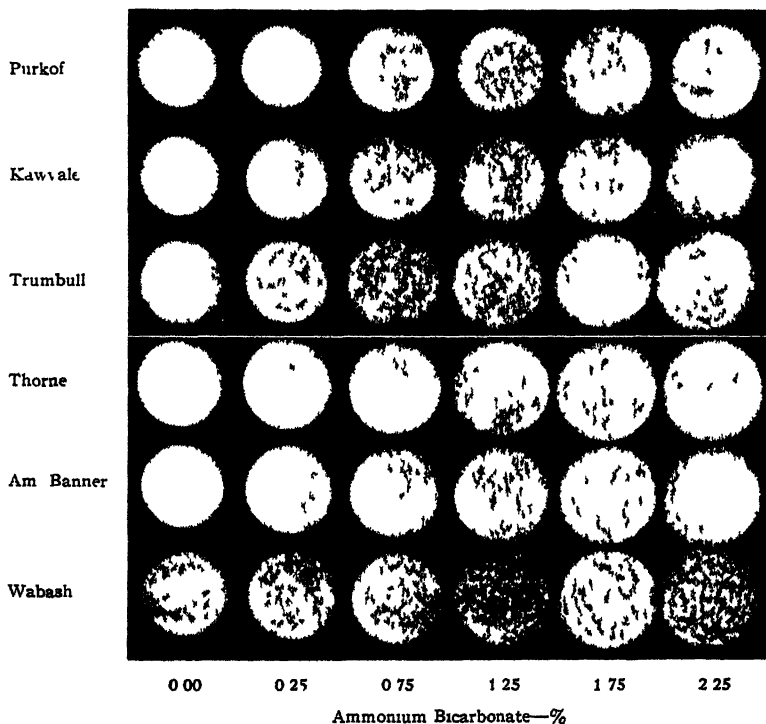 Purkof
Kawvale
Trumbull
Thorne
Am Banner
Wabash
0 00 0 25 0 75 1 25 1 75 2 25
Ammonium Bicarbonate—%